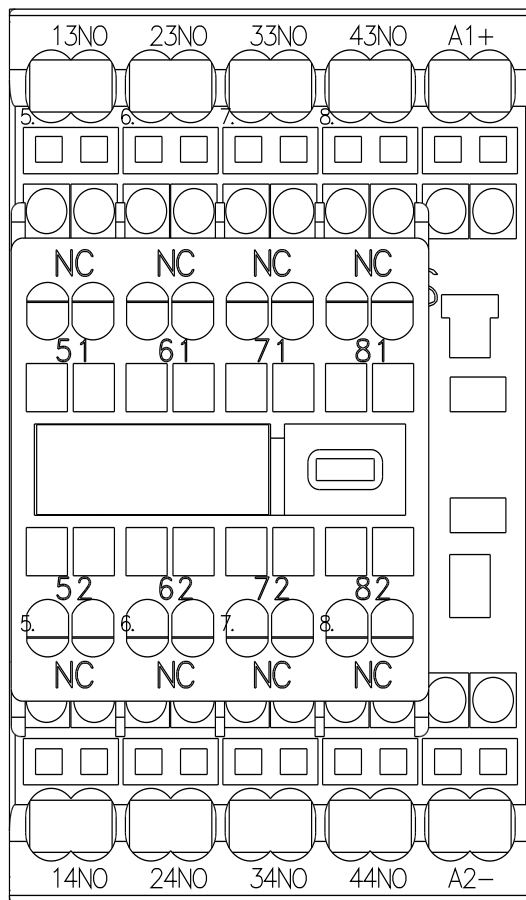 13NO 23NO 33NO 43NO A1+
5. 6. 7. 8.
NC NC NC NC
51 61 71 81
52 62 72 82
5. 6. 7. 8.
NC NC NC NC
14NO 24NO 34NO 44NO A2-